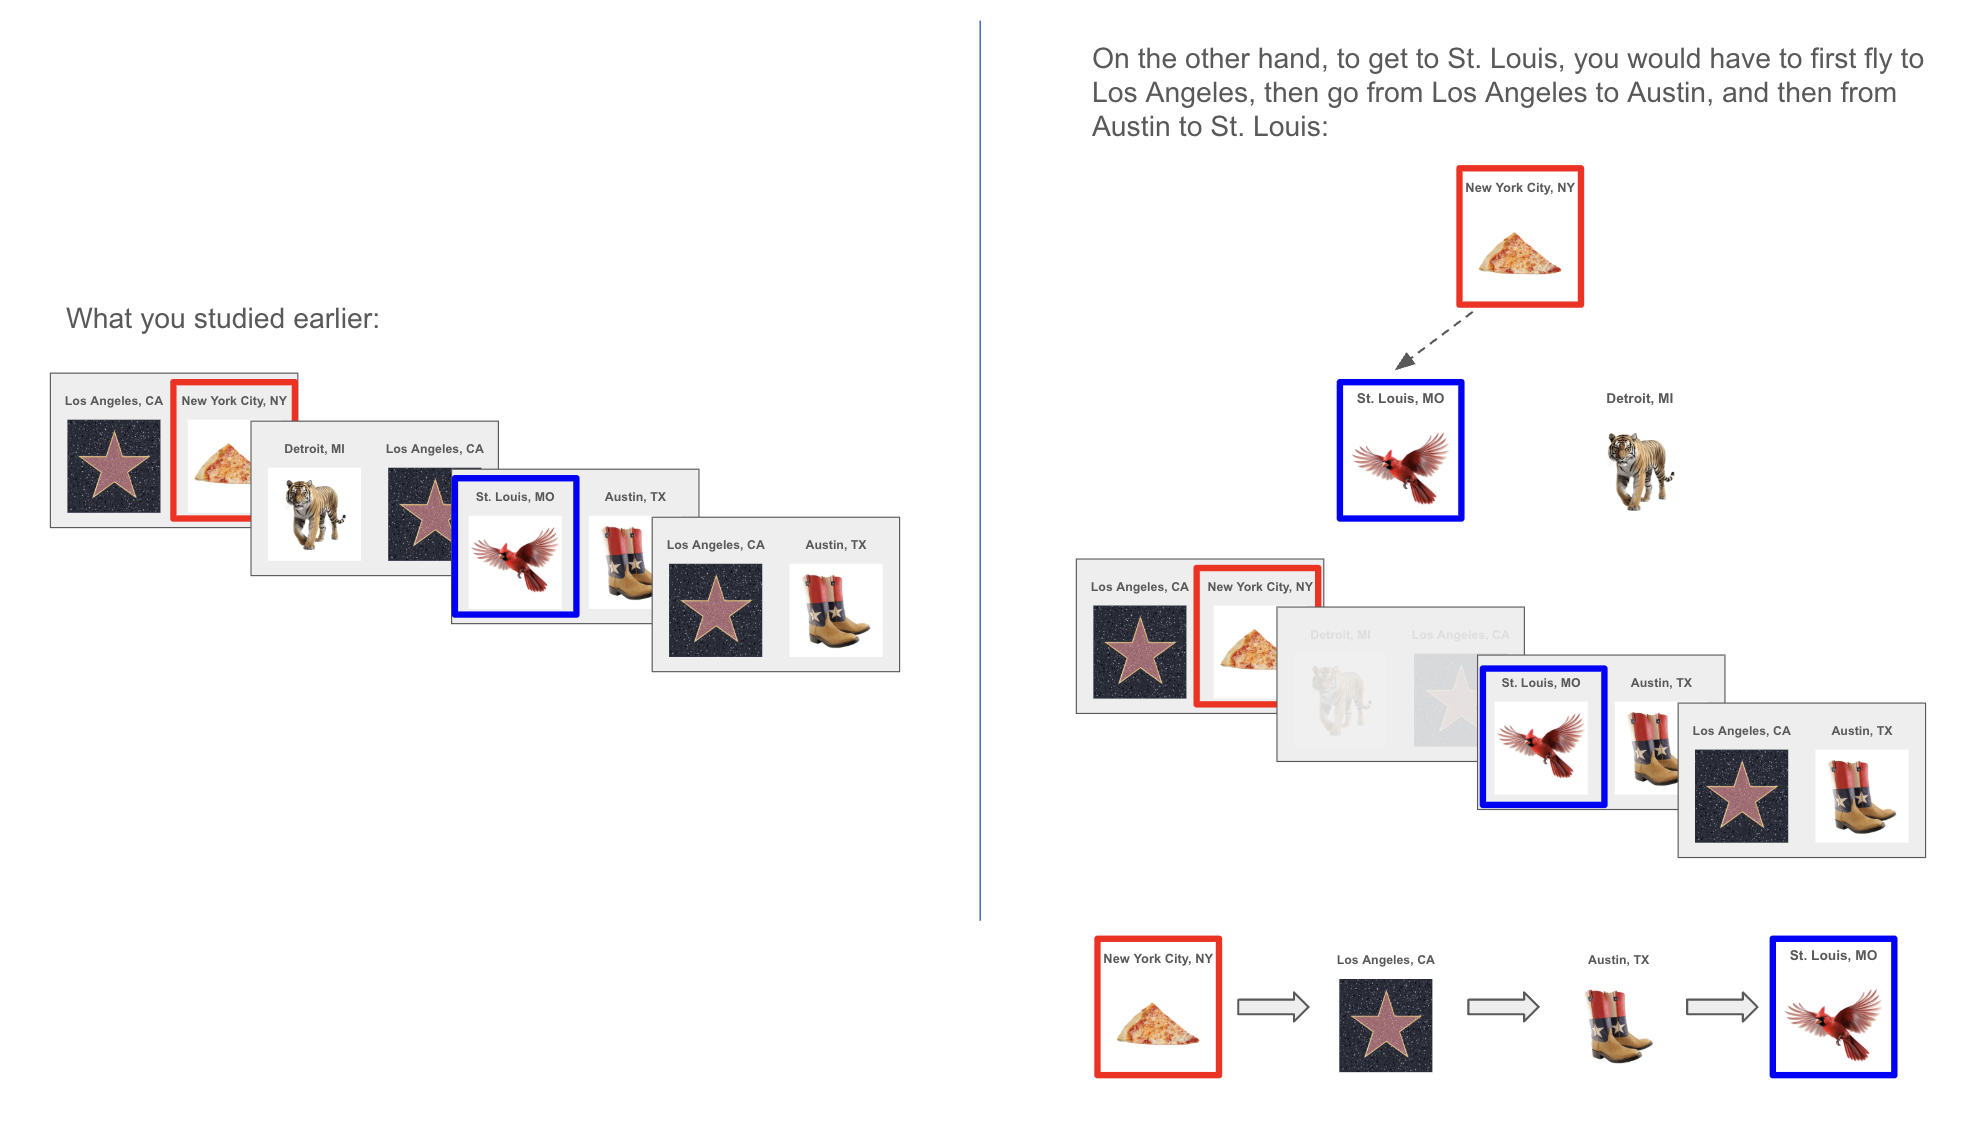 What you studied earlier:
Los Angeles, CA
New York City, NY
Detroit, MI
Los Angeles, CA
St. Louis, MO
Austin, TX
Los Angeles, CA
Austin, TX
On the other hand, to get to St. Louis, you would have to first fly to
Los Angeles, then go from Los Angeles to Austin, and then from
Austin to St. Louis:
New York City, NY
St. Louis, MO
Detroit, MI
Los Angeles, CA
New York City, NY
Detroit, MI
Los Angeles, CA
St. Louis, MO
Austin, TX
Los Angeles, CA
Austin, TX
New York City, NY
Los Angeles, CA
Austin, TX
St. Louis, MO